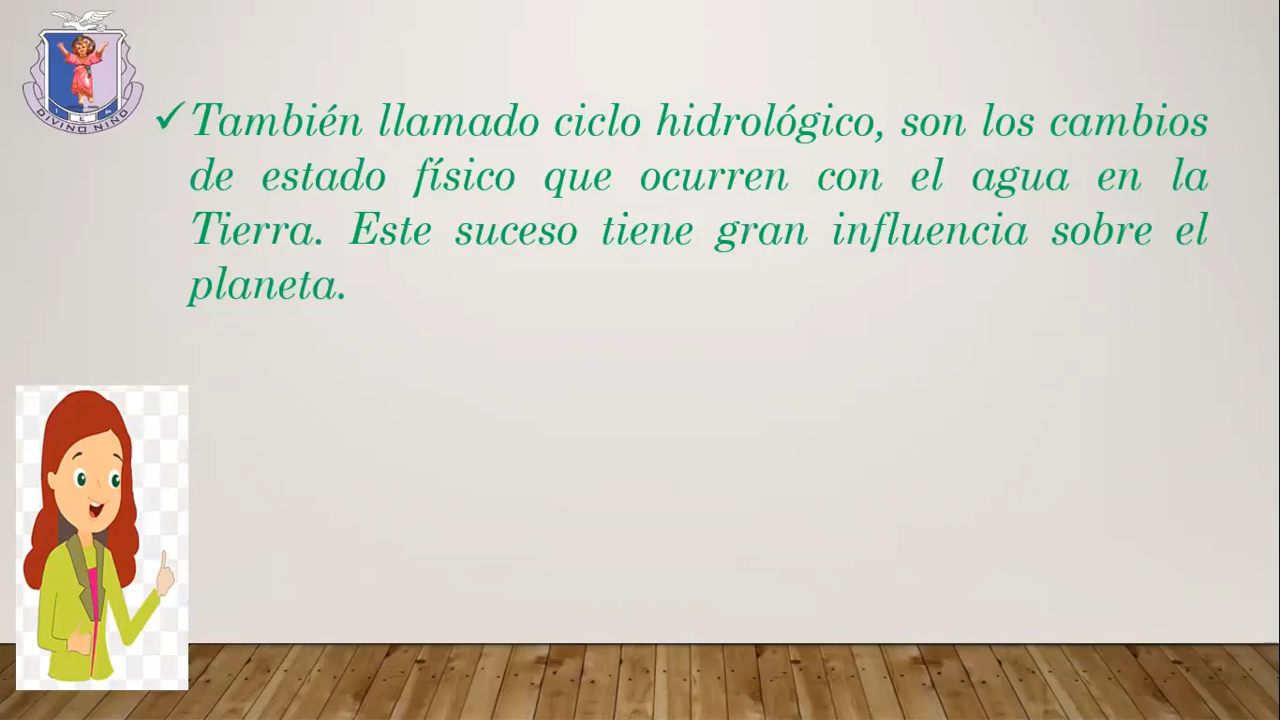 DIVINO NIÑO
✓También llamado ciclo hidrológico, son los cambios
de estado físico que ocurren con el agua en la
Tierra. Este suceso tiene gran influencia sobre el
planeta.